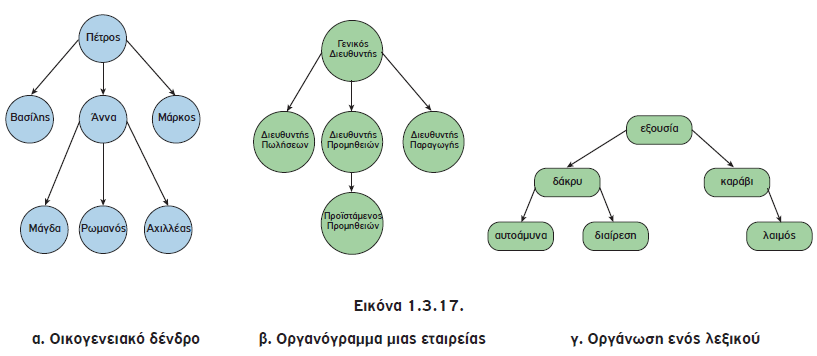 Πέτρος
Βασίλης
Άννα
Μάρκος
Μάγδα
Ρωμανός
Αχιλλέας
Γενικός
Διευθυντής
Διευθυντής
Πωλήσεων
Διευθυντής
Προμηθειών
Διευθυντής
Παραγωγής
Προϊστάμενος
Προμηθειών
εξουσία
δάκρυ
καράβι
αυτοάμυνα
διαίρεση
λαιμός
Εικόνα 1.3.17.
α. Οικογενειακό δένδρο
β. Οργανόγραμμα μιας εταιρείας
γ. Οργάνωση ενός λεξικού